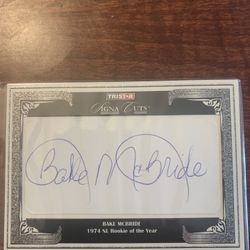 TRISTAR
SIGNA CUTS
Bake McBride
BAKE MCBRIDE
1974 NL Rookie of the Year